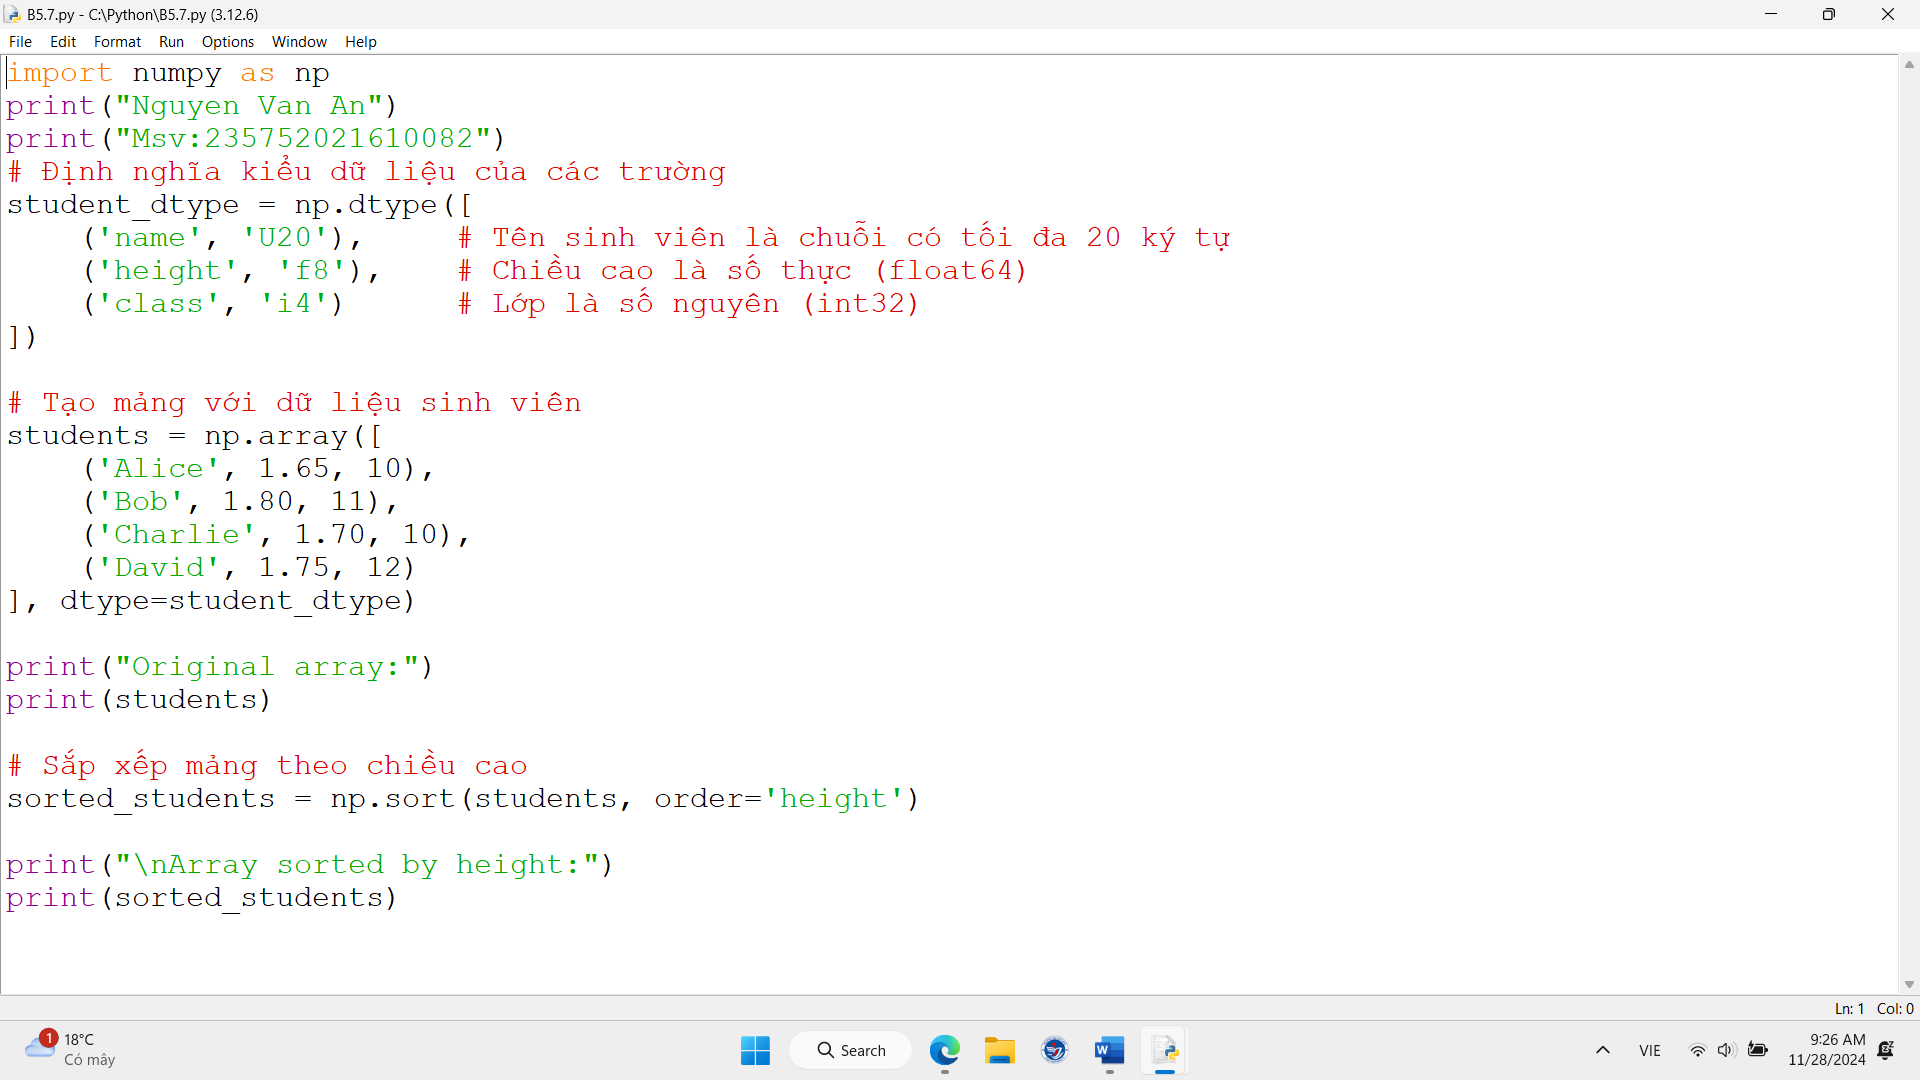 B5.7.py - C:\Python\B5.7.py (3.12.6)
File Edit Format Run Options Window Help
import numpy as np
print("Nguyen Van An")
print("Msv:235752021610082")
# Định nghĩa kiểu dữ liệu của các trường
student_dtype = np.dtype([
    ('name', 'U20'),     # Tên sinh viên là chuỗi có tối đa 20 ký tự
    ('height', 'f8'),    # Chiều cao là số thực (float64)
    ('class', 'i4')      # Lớp là số nguyên (int32)
])
# Tạo mảng với dữ liệu sinh viên
students = np.array([
    ('Alice', 1.65, 10),
    ('Bob', 1.80, 11),
    ('Charlie', 1.70, 10),
    ('David', 1.75, 12)
], dtype=student_dtype)
print("Original array:")
print(students)
# Sắp xếp mảng theo chiều cao
sorted_students = np.sort(students, order='height')
print("\nArray sorted by height:")
print(sorted_students)
Ln: 1 Col: 0
1
18°C
Có mây
Search
W
VIE
9:26 AM
11/28/2024